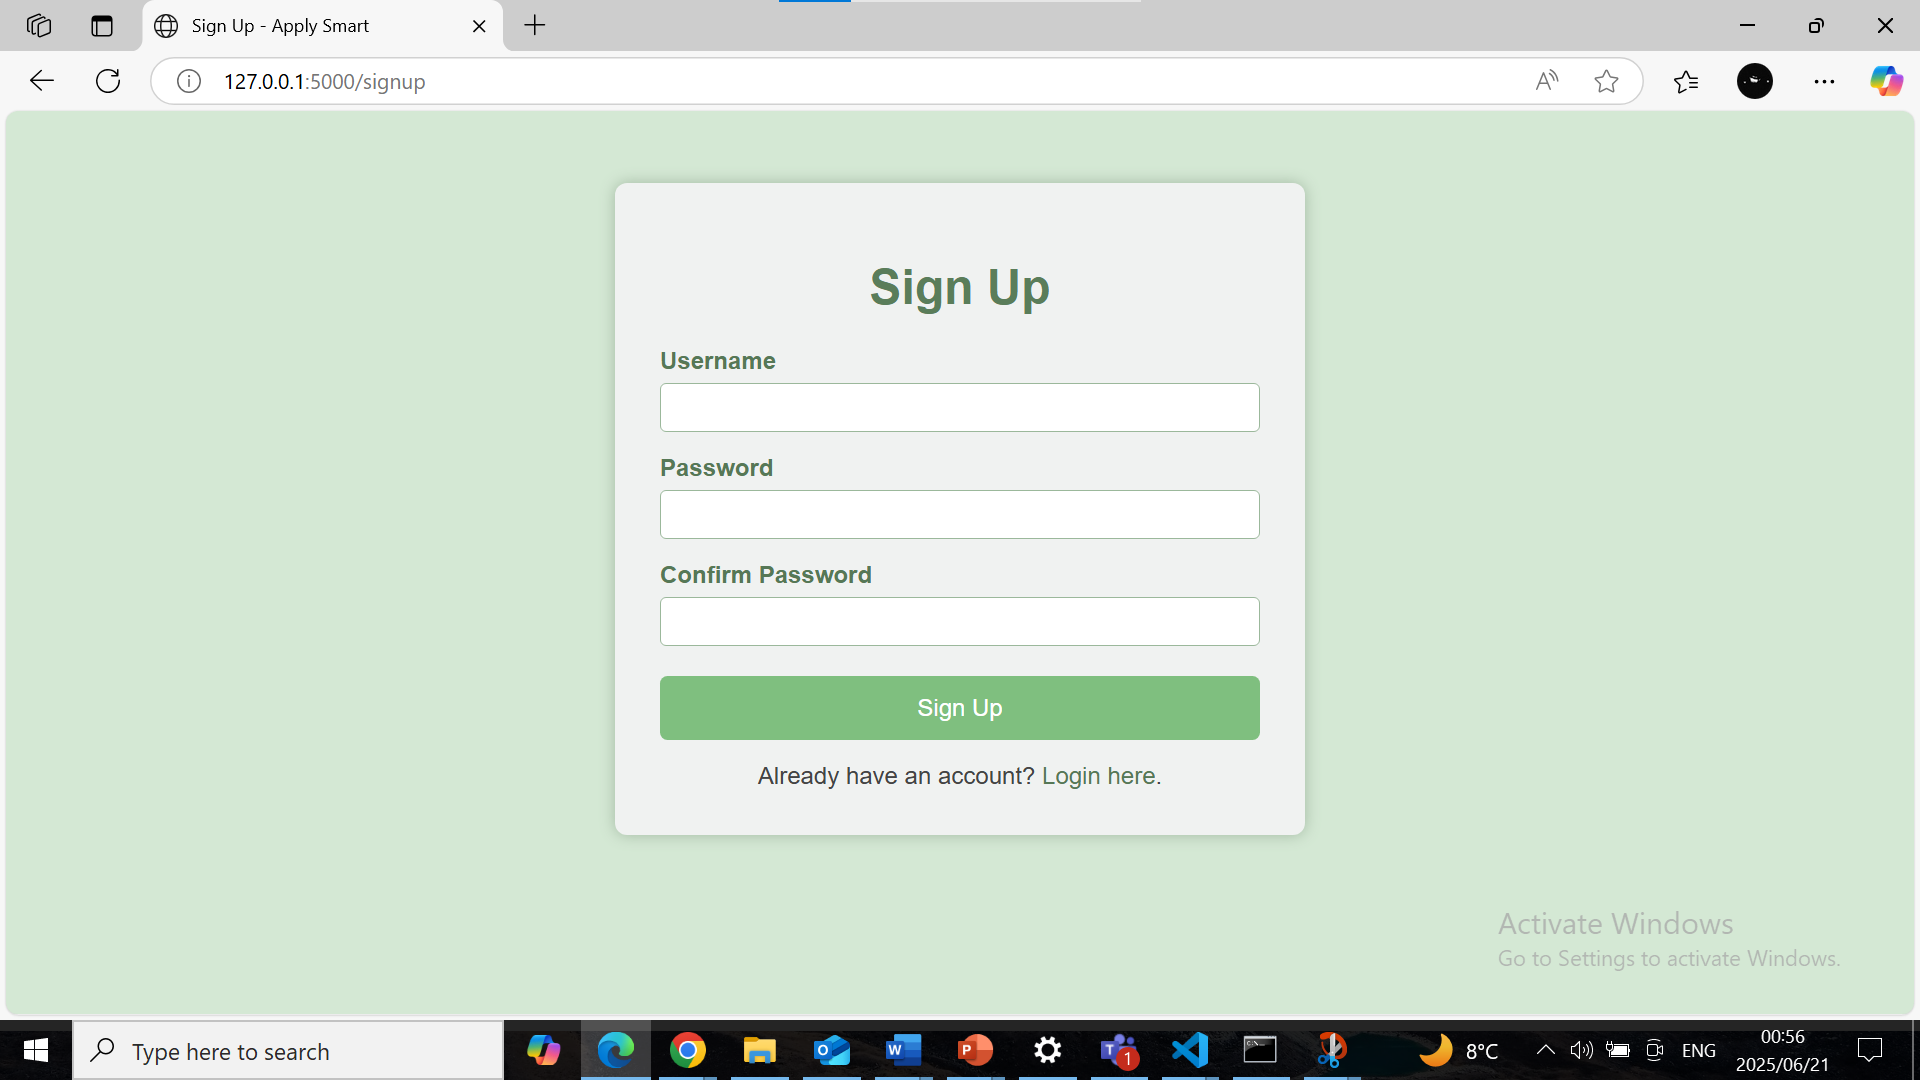 Sign Up - Apply Smart
127.0.0.1:5000/signup
Sign Up
Username
Password
Confirm Password
Sign Up
Already have an account? Login here.
Activate Windows
Go to Settings to activate Windows.
Type here to search
1
8°C
ENG
00:56
2025/06/21